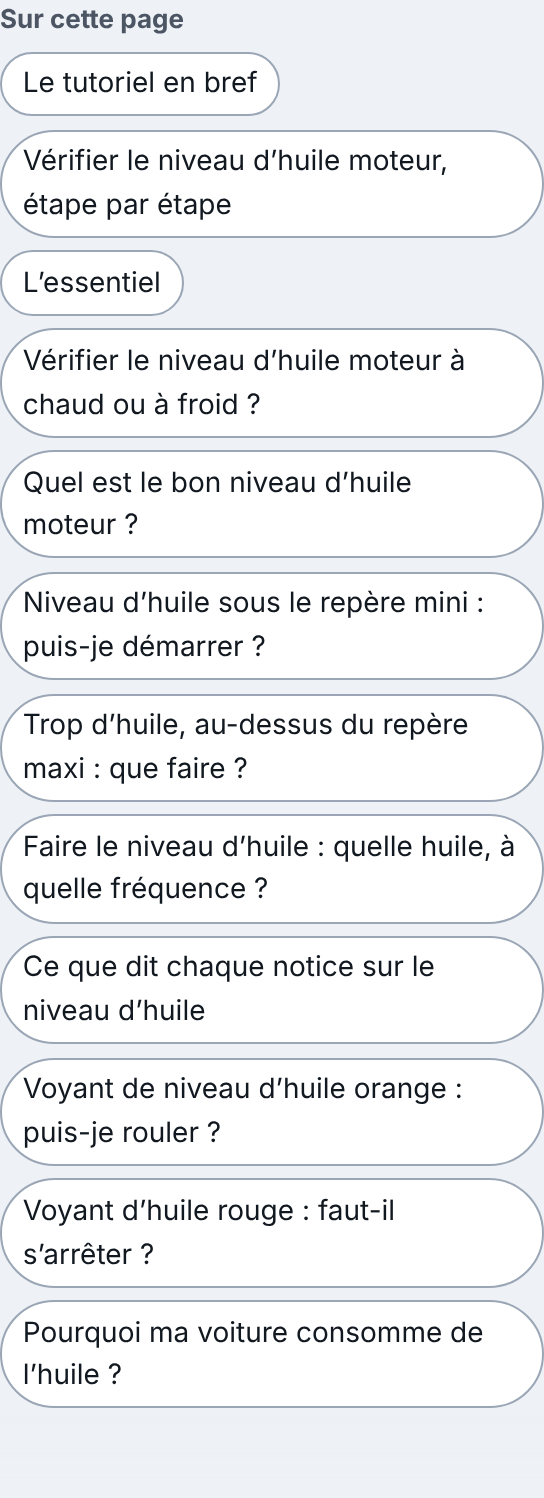 Sur cette page
Le tutoriel en bref
Vérifier le niveau d’huile moteur,
étape par étape
L’essentiel
Vérifier le niveau d’huile moteur à
chaud ou à froid ?
Quel est le bon niveau d’huile
moteur ?
Niveau d’huile sous le repère mini :
puis-je démarrer ?
Trop d’huile, au-dessus du repère
maxi : que faire ?
Faire le niveau d’huile : quelle huile, à
quelle fréquence ?
Ce que dit chaque notice sur le
niveau d’huile
Voyant de niveau d’huile orange :
puis-je rouler ?
Voyant d’huile rouge : faut-il
s’arrêter ?
Pourquoi ma voiture consomme de
l’huile ?